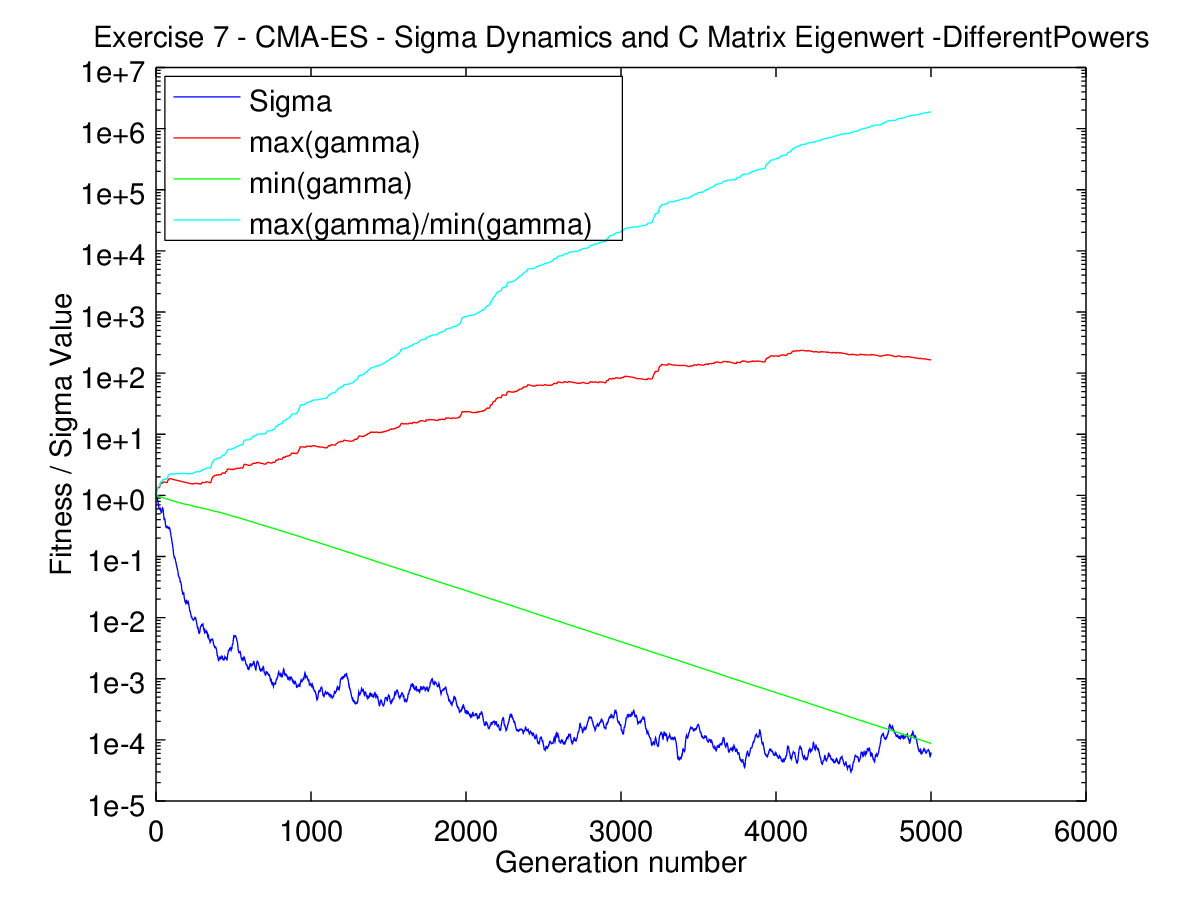 Exercise 7 - CMA-ES - Sigma Dynamics and C Matrix Eigenwert -DifferentPowers
1e+7
1e+6
1e+5
1e+4
1e+3
1e+2
1e+1
1e+0
1e-1
1e-2
1e-3
1e-4
1e-5
Sigma
max(gamma)
min(gamma)
max(gamma)/min(gamma)
Fitness / Sigma Value
0 1000 2000 3000 4000 5000 6000
Generation number